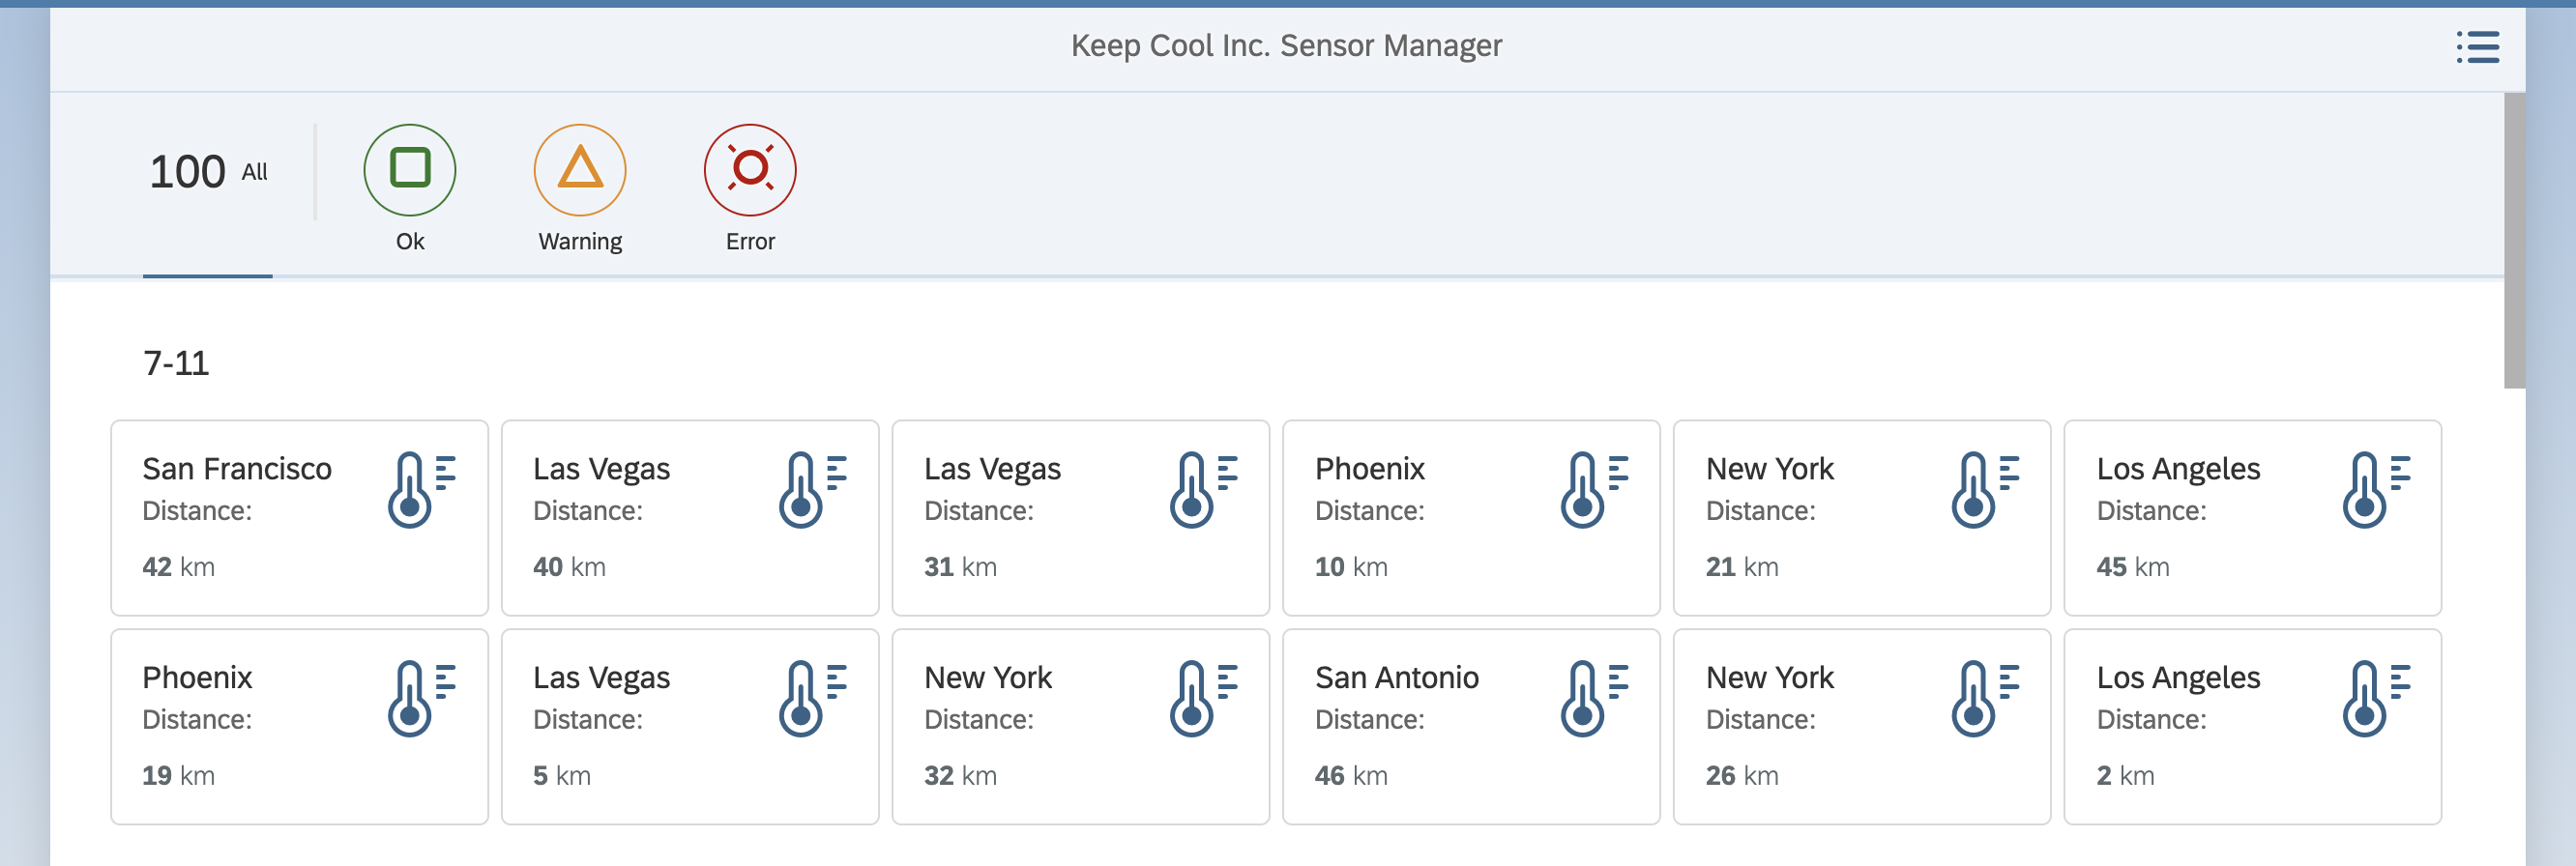 Keep Cool Inc. Sensor Manager
100 All
Ok
Warning
Error
7-11
San Francisco
Distance:
42 km
Las Vegas
Distance:
40 km
Las Vegas
Distance:
31 km
Phoenix
Distance:
10 km
New York
Distance:
21 km
Los Angeles
Distance:
45 km
Phoenix
Distance:
19 km
Las Vegas
Distance:
5 km
New York
Distance:
32 km
San Antonio
Distance:
46 km
New York
Distance:
26 km
Los Angeles
Distance:
2 km